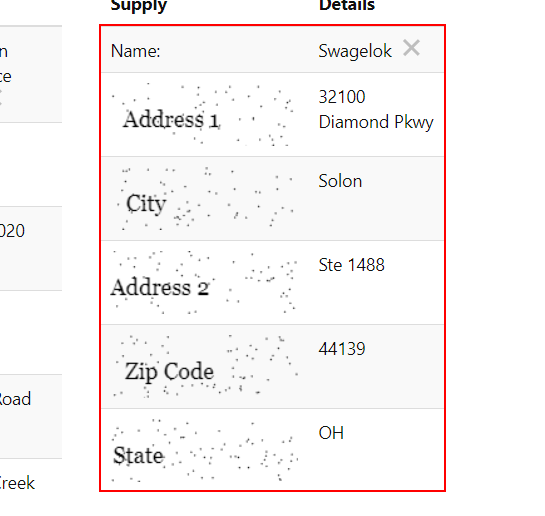 Supply Details
n
ce
Name: Swagelok
Address 1 32100
Diamond Pkwy
City Solon
020
Address 2 Ste 1488
Zip Code 44139
Road
State OH
Creek